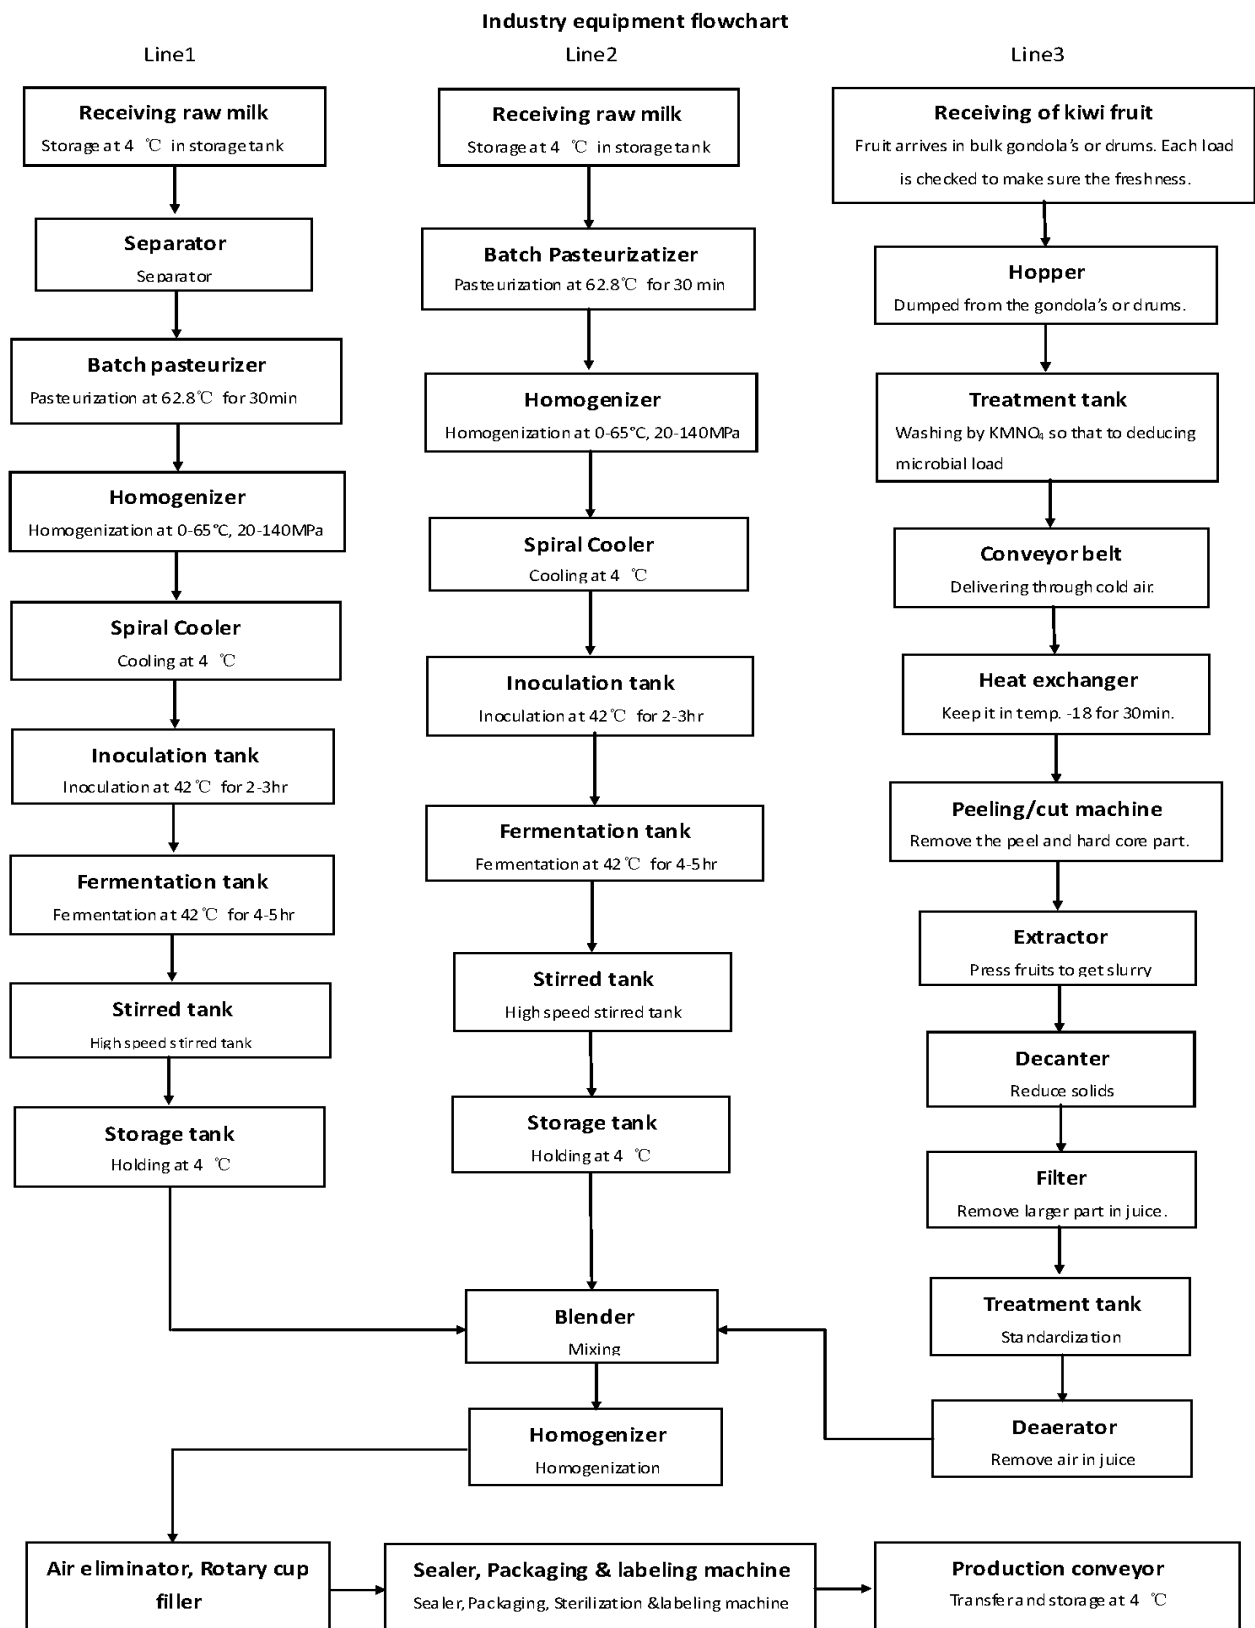 Industry equipment flowchart
Line1
Line2
Line3
Receiving raw milk
Storage at 4 ℃ in storage tank
Separator
Separator
Batch pasteurizer
Pasteurization at 62.8℃ for 30min
Homogenizer
Homogenization at 0-65°C, 20-140MPa
Spiral Cooler
Cooling at 4 ℃
Inoculation tank
Inoculation at 42℃ for 2-3hr
Fermentation tank
Fermentation at 42℃ for 4-5hr
Stirred tank
High speed stirred tank
Storage tank
Holding at 4 ℃
Receiving raw milk
Storage at 4 ℃ in storage tank
Batch Pasteurizatizer
Pasteurization at 62.8℃ for 30 min
Homogenizer
Homogenization at 0-65°C, 20-140MPa
Spiral Cooler
Cooling at 4 ℃
Inoculation tank
Inoculation at 42℃ for 2-3hr
Fermentation tank
Fermentation at 42℃ for 4-5hr
Stirred tank
High speed stirred tank
Storage tank
Holding at 4 ℃
Receiving of kiwi fruit
Fruit arrives in bulk gondola's or drums. Each load
is checked to make sure the freshness.
Hopper
Dumped from the gondola's or drums.
Treatment tank
Washing by KMNO₄ so that to deducing
microbial load
Conveyor belt
Delivering through cold air.
Heat exchanger
Keep it in temp. -18 for 30min.
Peeling/cut machine
Remove the peel and hard core part.
Extractor
Press fruits to get slurry
Decanter
Reduce solids
Filter
Remove larger part in juice.
Treatment tank
Standardization
Deaerator
Remove air in juice
Blender
Mixing
Homogenizer
Homogenization
Air eliminator, Rotary cup
filler
Sealer, Packaging & labeling machine
Sealer, Packaging, Sterilization &labeling machine
Production conveyor
Transfer and storage at 4 ℃